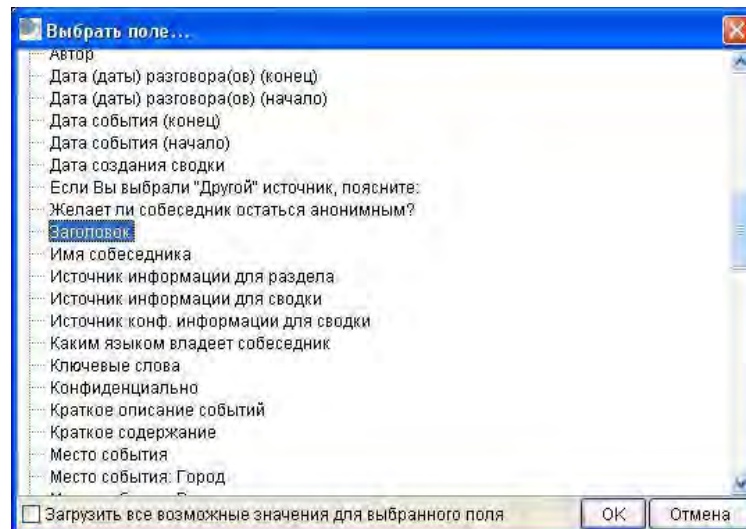 Выбрать поле...
Автор
Дата (даты) разговора(ов) (конец)
Дата (даты) разговора(ов) (начало)
Дата события (конец)
Дата события (начало)
Дата создания сводки
Если Вы выбрали "Другой" источник, поясните:
Желает ли собеседник остаться анонимным?
Заголовок
Имя собеседника
Источник информации для раздела
Источник информации для сводки
Источник конф. информации для сводки
Каким языком владеет собеседник
Ключевые слова
Конфиденциально
Краткое описание событий
Краткое содержание
Место события
Место события: Город
Загрузить все возможные значения для выбранного поля
OK
Отмена